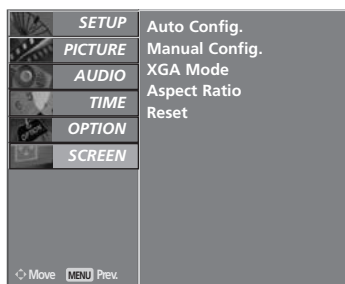 SETUP
PICTURE
AUDIO
TIME
OPTION
SCREEN
Auto Config.
Manual Config.
XGA Mode
Aspect Ratio
Reset
Move MENU Prev.